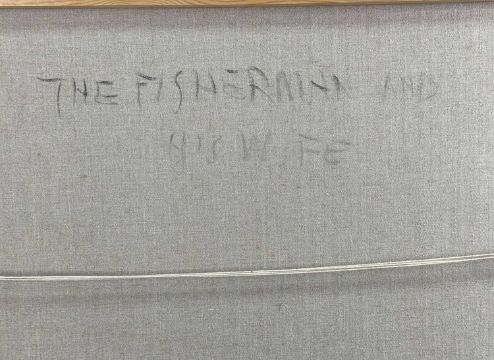 THE FISHERMAN AND
HIS WIFE